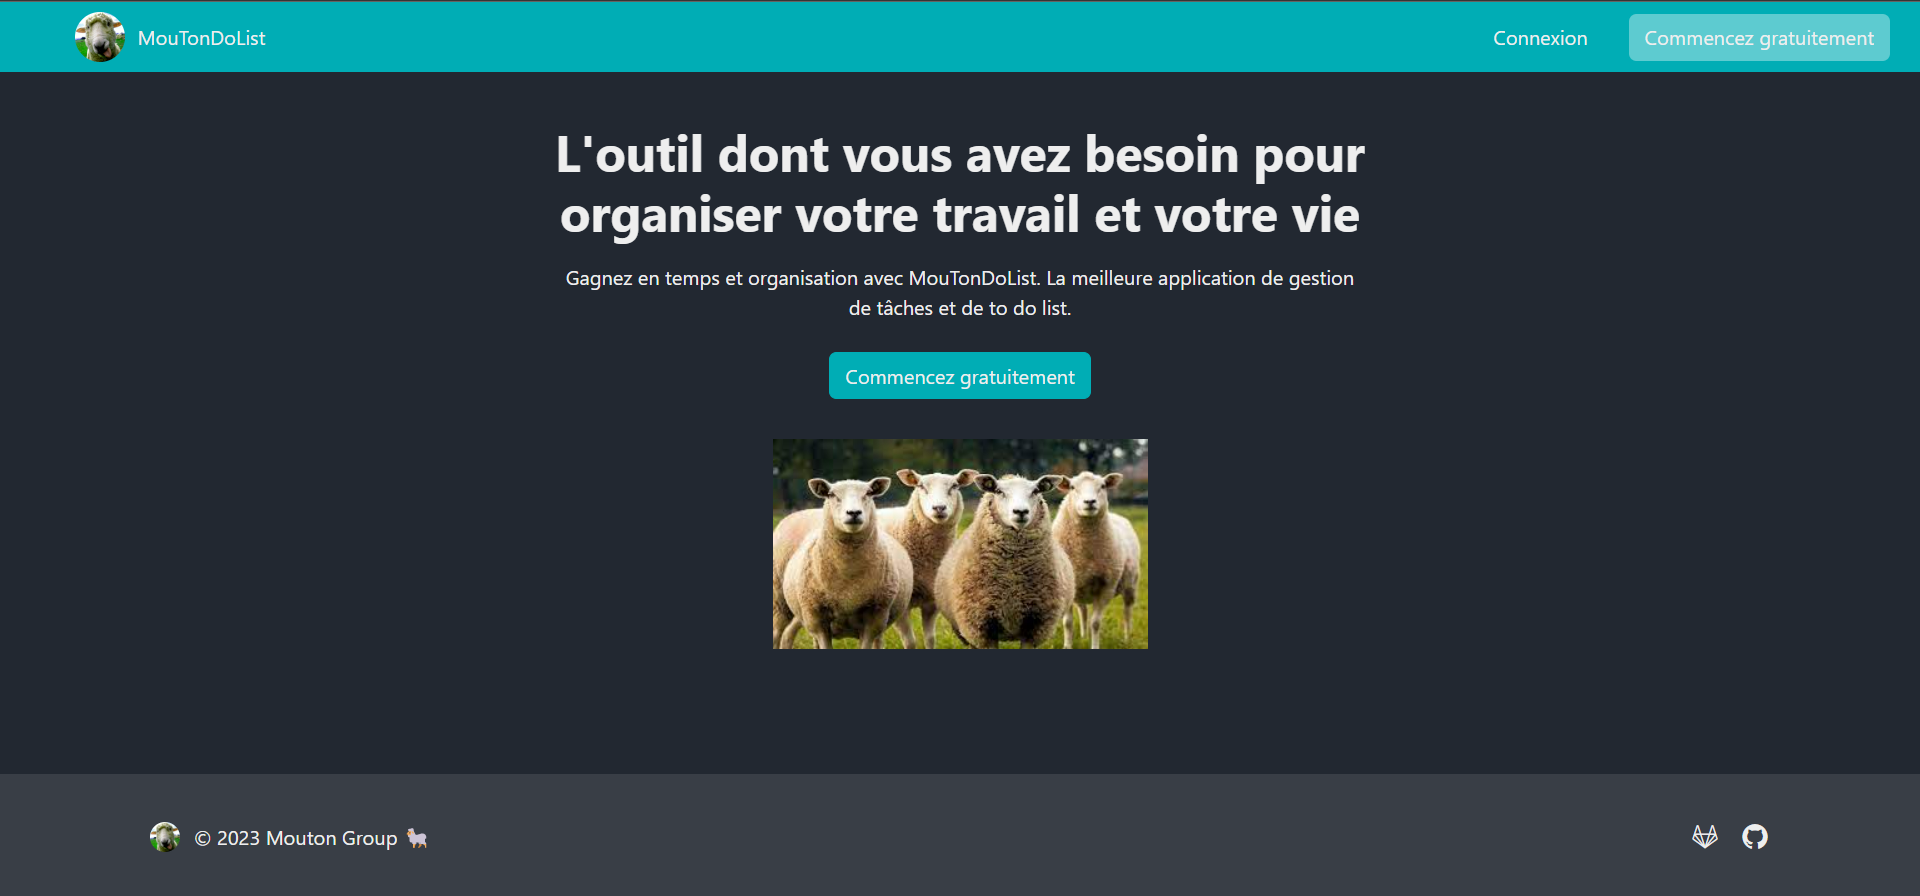 MouTonDoList
Connexion
Commencez gratuitement
L'outil dont vous avez besoin pour
organiser votre travail et votre vie
Gagnez en temps et organisation avec MouTonDoList. La meilleure application de gestion
de tâches et de to do list.
Commencez gratuitement
© 2023 Mouton Group 🐑